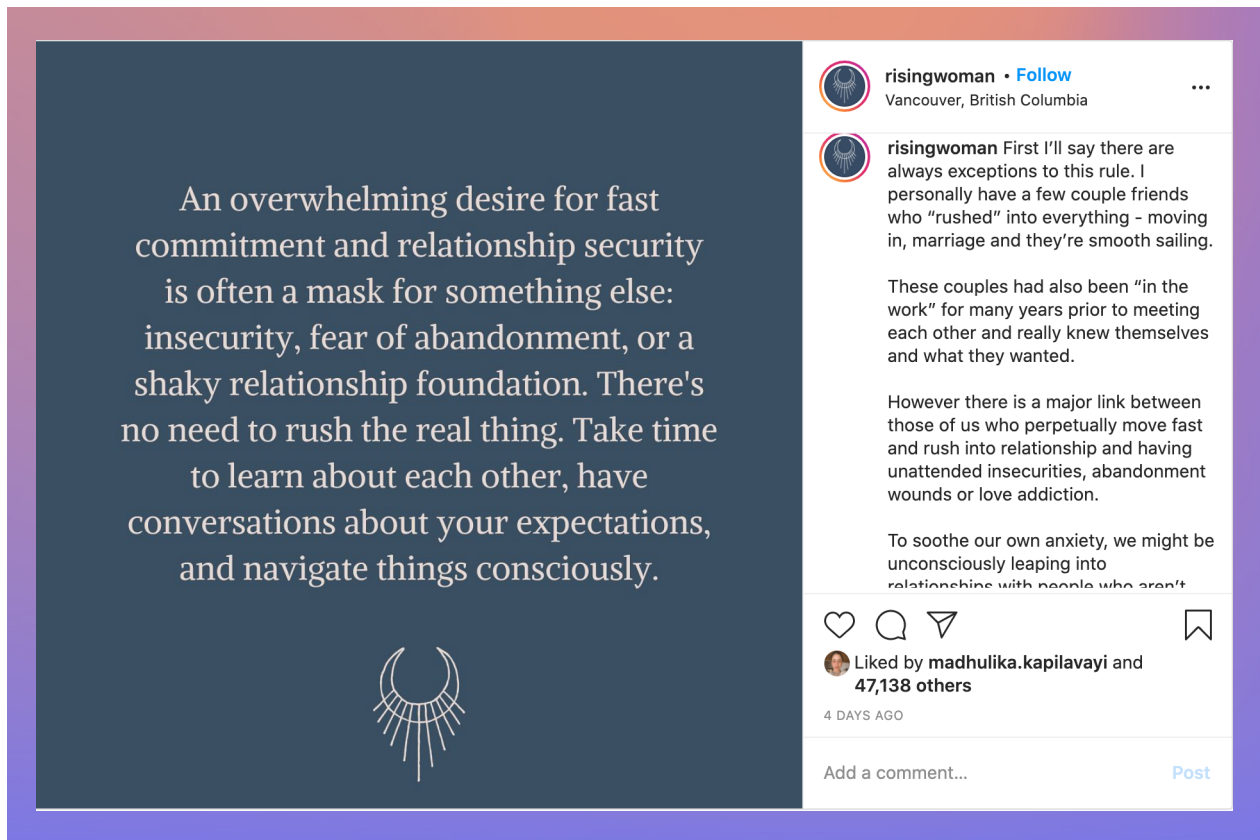 An overwhelming desire for fast
commitment and relationship security
is often a mask for something else:
insecurity, fear of abandonment, or a
shaky relationship foundation. There's
no need to rush the real thing. Take time
to learn about each other, have
conversations about your expectations,
and navigate things consciously.
risingwoman • Follow
Vancouver, British Columbia
risingwoman First I’ll say there are
always exceptions to this rule. I
personally have a few couple friends
who “rushed” into everything - moving
in, marriage and they’re smooth sailing.
These couples had also been “in the
work” for many years prior to meeting
each other and really knew themselves
and what they wanted.
However there is a major link between
those of us who perpetually move fast
and rush into relationship and having
unattended insecurities, abandonment
wounds or love addiction.
To soothe our own anxiety, we might be
unconsciously leaping into
relationships with people who aren’t
Liked by madhulika.kapilavayi and
47,138 others
4 DAYS AGO
Add a comment...
Post